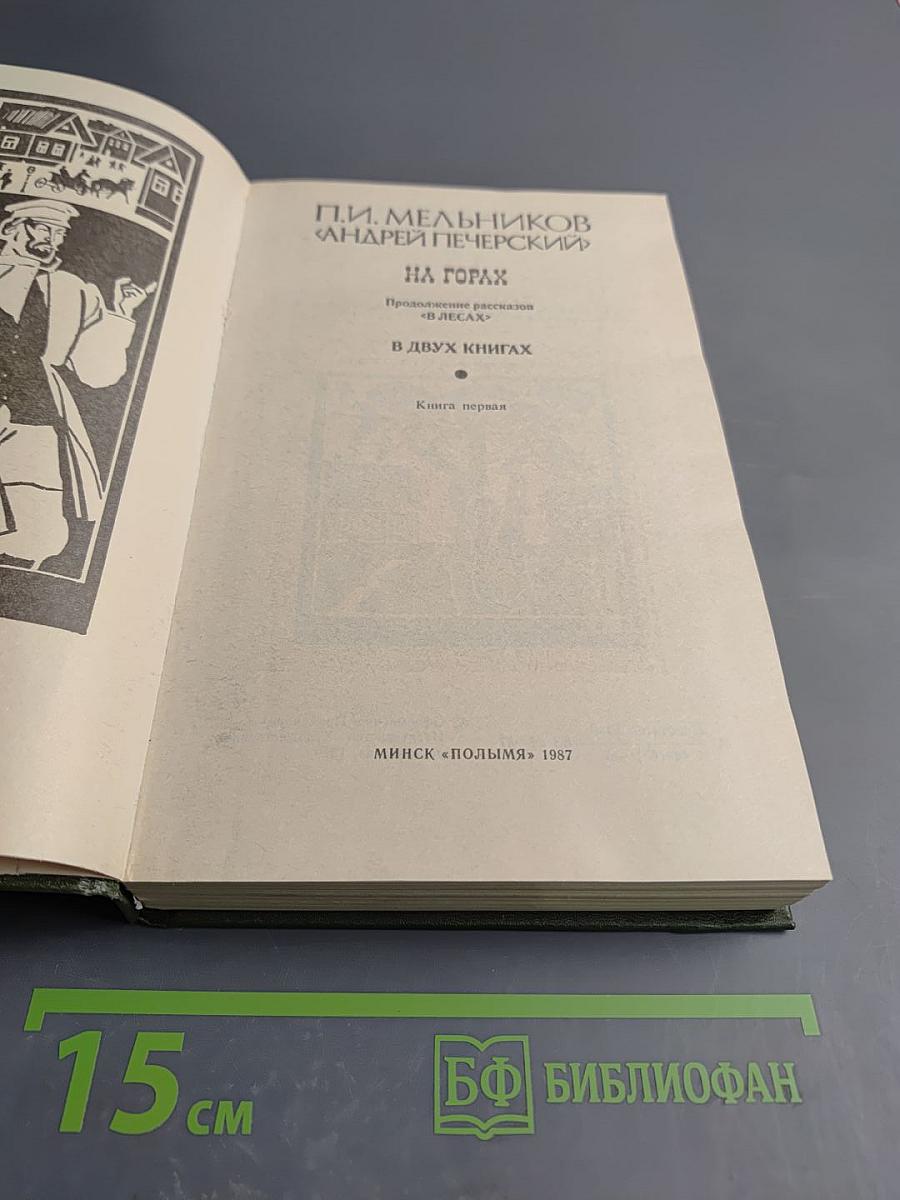 П.И. МЕЛЬНИКОВ
‹АНДРЕЙ ПЕЧЕРСКИЙ›
НА ГОРАХ
Продолжение рассказов
«В ЛЕСАХ»
В ДВУХ КНИГАХ
Книга первая
МИНСК «ПОЛЫМЯ» 1987
15 см
БФ БИБЛИОФАН